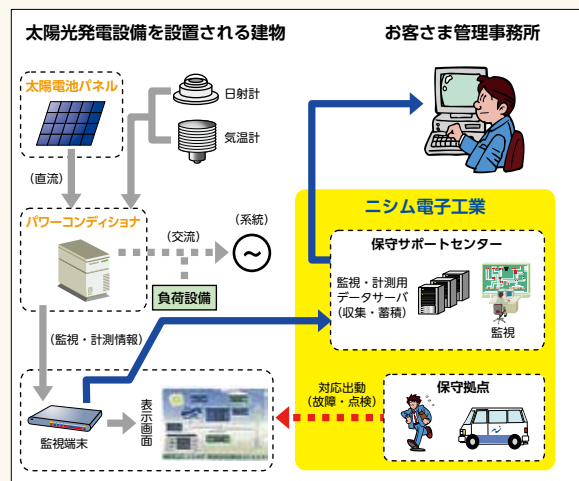 太陽光発電設備を設置される建物
お客さま管理事務所
太陽電池パネル
日射計
気温計
(直流)
パワーコンディショナ
(交流)
(系統)
負荷設備
(監視・計測情報)
監視端末
表示画面
ニシム電子工業
保守サポートセンター
監視・計測用
データサーバ
(収集・蓄積)
監視
対応出動
(故障・点検)
保守拠点